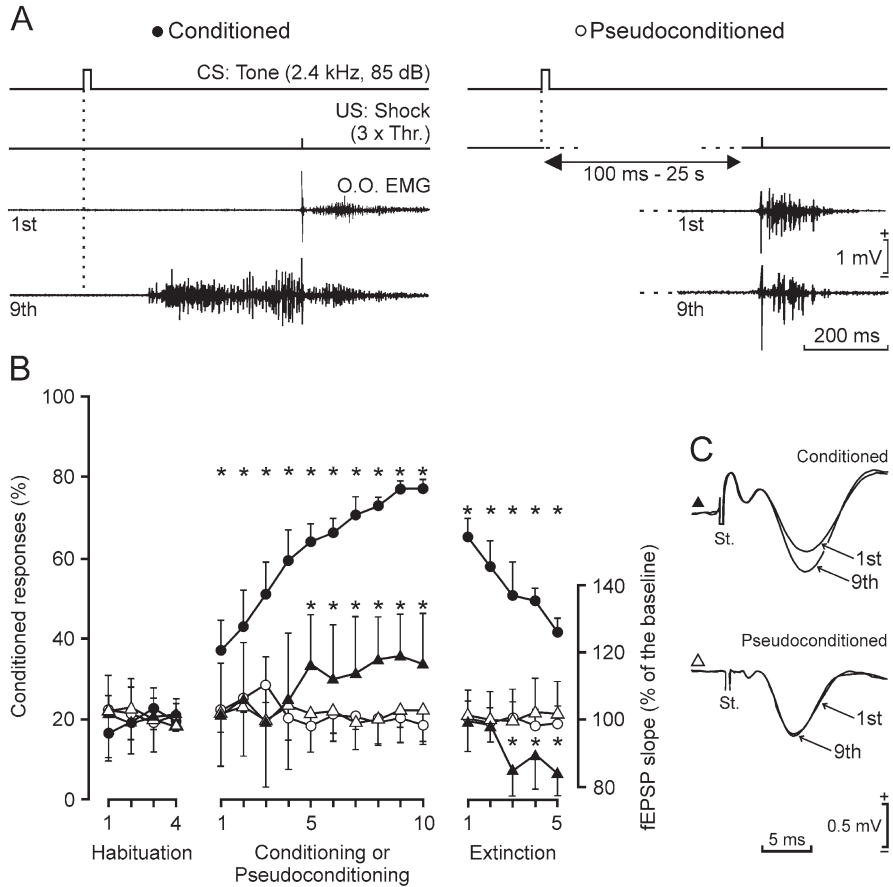 A
● Conditioned
○ Pseudoconditioned
CS: Tone (2.4 kHz, 85 dB)
US: Shock
(3 x Thr.)
100 ms - 25 s
O.O. EMG
1st
9th
1st
9th
+
1 mV
–
200 ms
B
Conditioned responses (%)
100
80
60
40
20
0
* * * * * * * * * *
* * * * * *
* * * * *
* * *
1 4
Habituation
1 5 10
Conditioning or
Pseudoconditioning
1 5
Extinction
140
120
100
80
fEPSP slope (% of the baseline)
C
Conditioned
▲
St.
1st
9th
Pseudoconditioned
△
St.
1st
9th
+
0.5 mV
–
5 ms